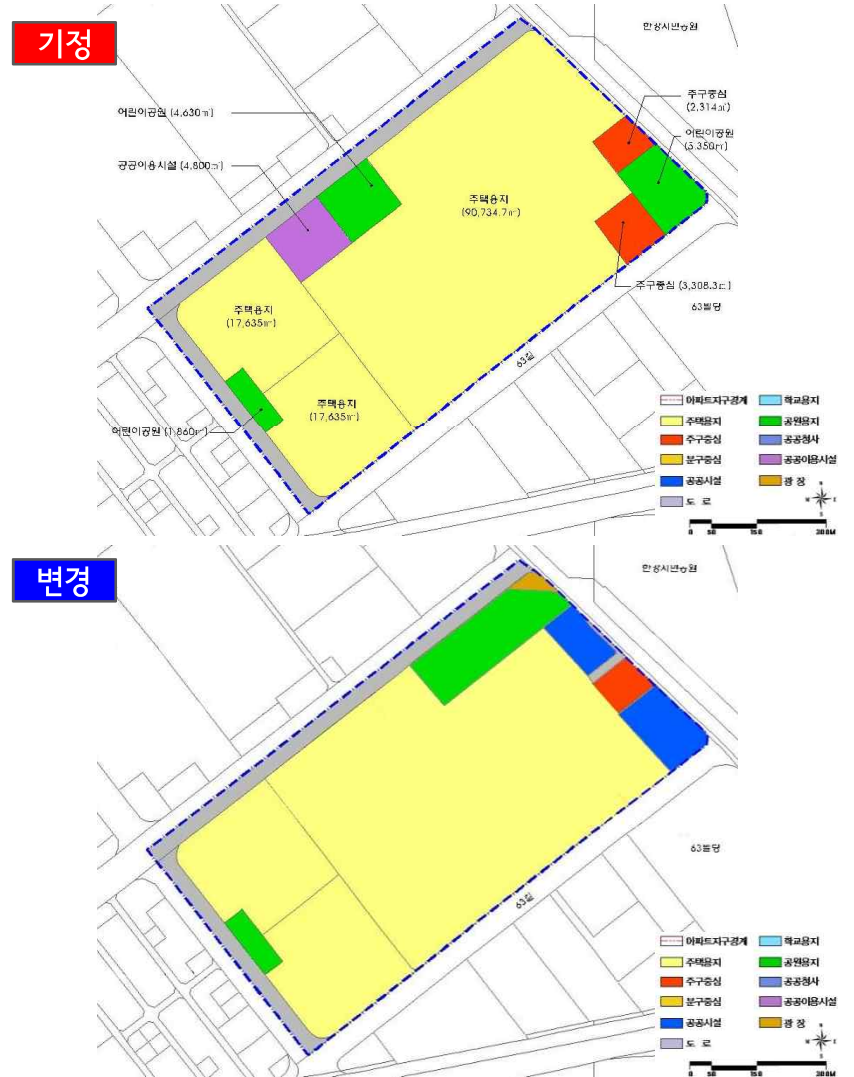 기정
한강시민공원
주구중심
(2,314㎡)
어린이공원 (4,630㎡)
어린이공원
(3,350㎡)
공공이용시설 (4,800㎡)
주택용지
(90,734.7㎡)
주구중심 (3,308.3㎡)
63빌딩
주택용지
(17,635㎡)
63길
주택용지
(17,635㎡)
어린이공원 (1,860㎡)
아파트지구경계
학교용지
주택용지
공원용지
주구중심
공공청사
분구중심
공공이용시설
공공시설
광 장
도 로
0 50 150 300M
변경
한강시민공원
63빌딩
63길
아파트지구경계
학교용지
주택용지
공원용지
주구중심
공공청사
분구중심
공공이용시설
공공시설
광 장
도 로
0 50 150 300M